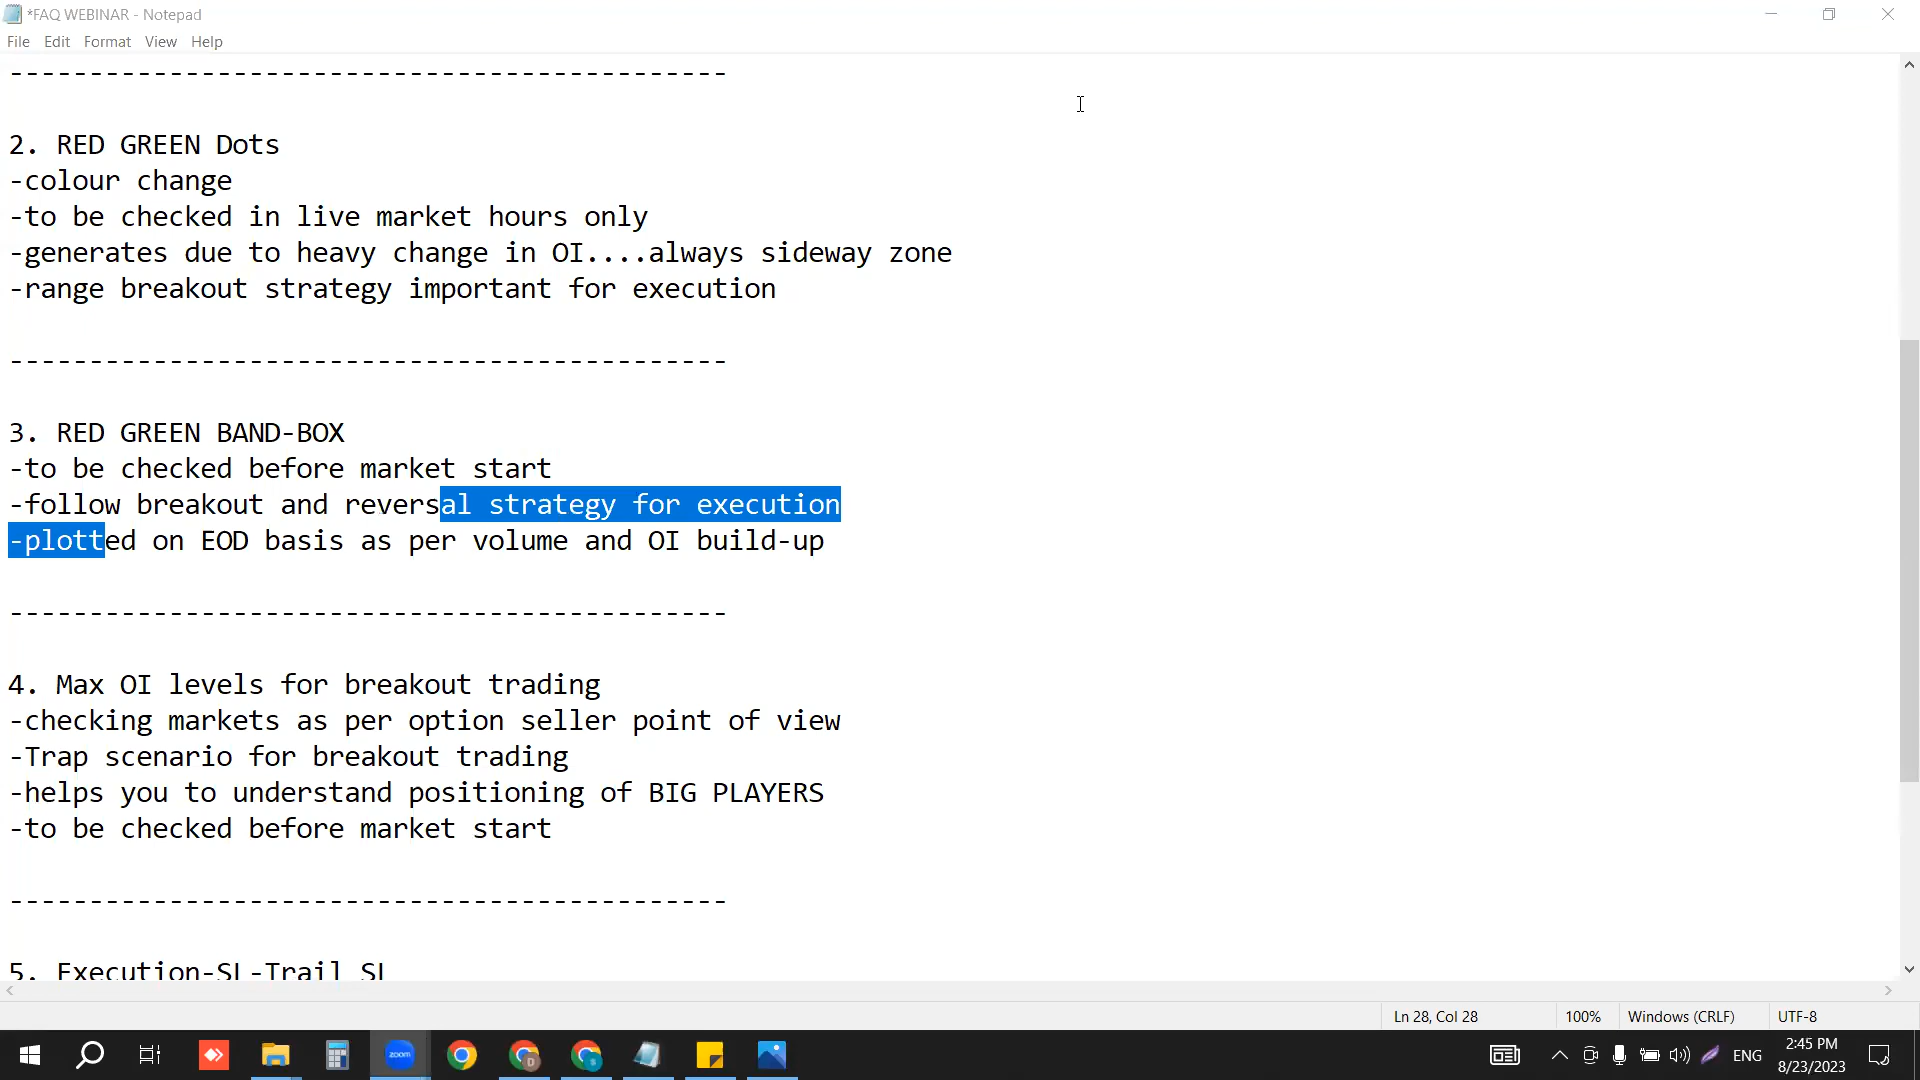 *FAQ WEBINAR - Notepad
File Edit Format View Help
---------------------------------------------
2. RED GREEN Dots
-colour change
-to be checked in live market hours only
-generates due to heavy change in OI....always sideway zone
-range breakout strategy important for execution
---------------------------------------------
3. RED GREEN BAND-BOX
-to be checked before market start
-follow breakout and reversal strategy for execution
-plotted on EOD basis as per volume and OI build-up
---------------------------------------------
4. Max OI levels for breakout trading
-checking markets as per option seller point of view
-Trap scenario for breakout trading
-helps you to understand positioning of BIG PLAYERS
-to be checked before market start
---------------------------------------------
5. Execution-SL-Trail SL
Ln 28, Col 28 100% Windows (CRLF) UTF-8
zoom D S ENG 2:45 PM
8/23/2023